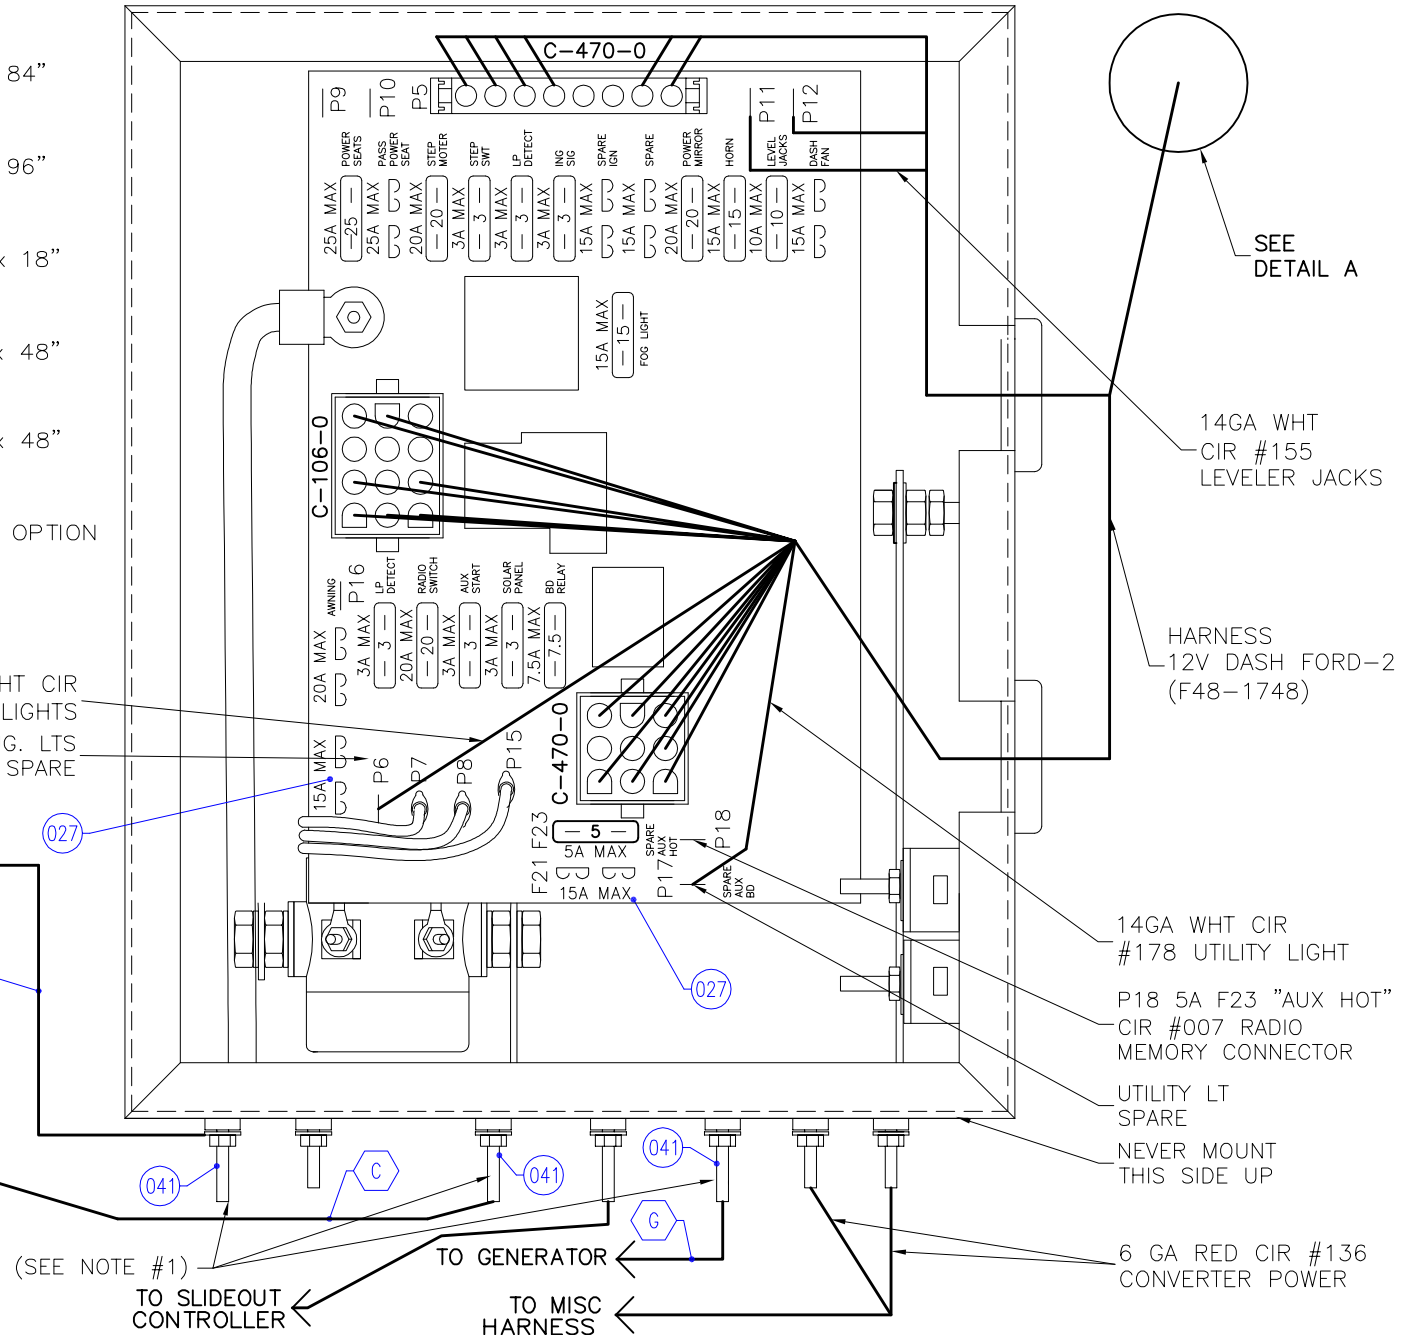 84"
96"
x 18"
x 48"
x 48"
OPTION
HT CIR
LIGHTS
G. LTS
SPARE
027
C-470-0
P9
P10
P5
P11
P12
POWER
SEATS
PASS
POWER
SEAT
STEP
MOTER
STEP
SWT
LP
DETECT
ING
SIG
SPARE
IGN
SPARE
POWER
MIRROR
HORN
LEVEL
JACKS
DASH
FAN
25A MAX
-25-
25A MAX
20A MAX
-20-
3A MAX
-3-
3A MAX
-3-
3A MAX
-3-
15A MAX
15A MAX
20A MAX
-20-
15A MAX
-15-
10A MAX
-10-
15A MAX
15A MAX
-15-
FOG LIGHT
C-106-0
SEE
DETAIL A
14GA WHT
CIR #155
LEVELER JACKS
HARNESS
12V DASH FORD-2
(F48-1748)
AWNING
P16
LP
DETECT
RADIO
SWITCH
AUX
START
SOLAR
PANEL
BD
RELAY
20A MAX
3A MAX
-3-
20A MAX
-20-
3A MAX
-3-
3A MAX
-3-
7.5A MAX
-7.5-
15A MAX
P6
P7
P8
P15
C-470-0
F21 F23
-5-
5A MAX
15A MAX
SPARE
AUX
HOT
P17
P18
SPARE
AUX
BD
027
14GA WHT CIR
#178 UTILITY LIGHT
P18 5A F23 "AUX HOT"
CIR #007 RADIO
MEMORY CONNECTOR
UTILITY LT
SPARE
NEVER MOUNT
THIS SIDE UP
041
C
041
041
G
(SEE NOTE #1)
TO SLIDEOUT
CONTROLLER
TO GENERATOR
TO MISC
HARNESS
6 GA RED CIR #136
CONVERTER POWER